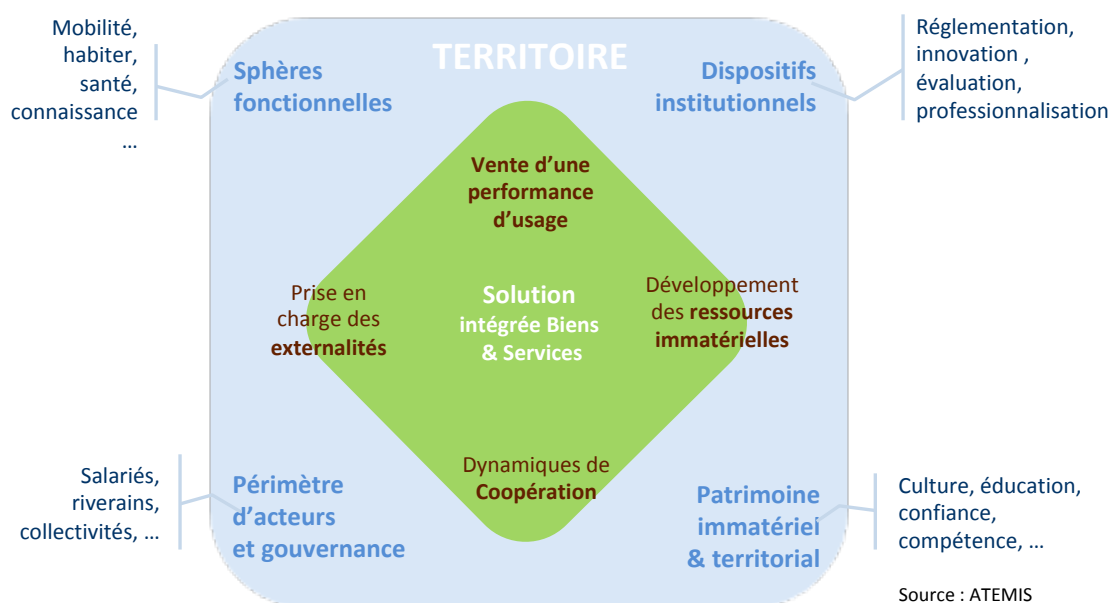 Mobilité,
habiter,
santé,
connaissance
…
Sphères
fonctionnelles
TERRITOIRE
Dispositifs
institutionnels
Réglementation,
innovation ,
évaluation,
professionnalisation
Vente d’une
performance
d’usage
Prise en
charge des
externalités
Solution
intégrée Biens
& Services
Développement
des ressources
immatérielles
Dynamiques de
Coopération
Salariés,
riverains,
collectivités, …
Périmètre
d’acteurs
et gouvernance
Patrimoine
immatériel
& territorial
Culture, éducation,
confiance,
compétence, …
Source : ATEMIS